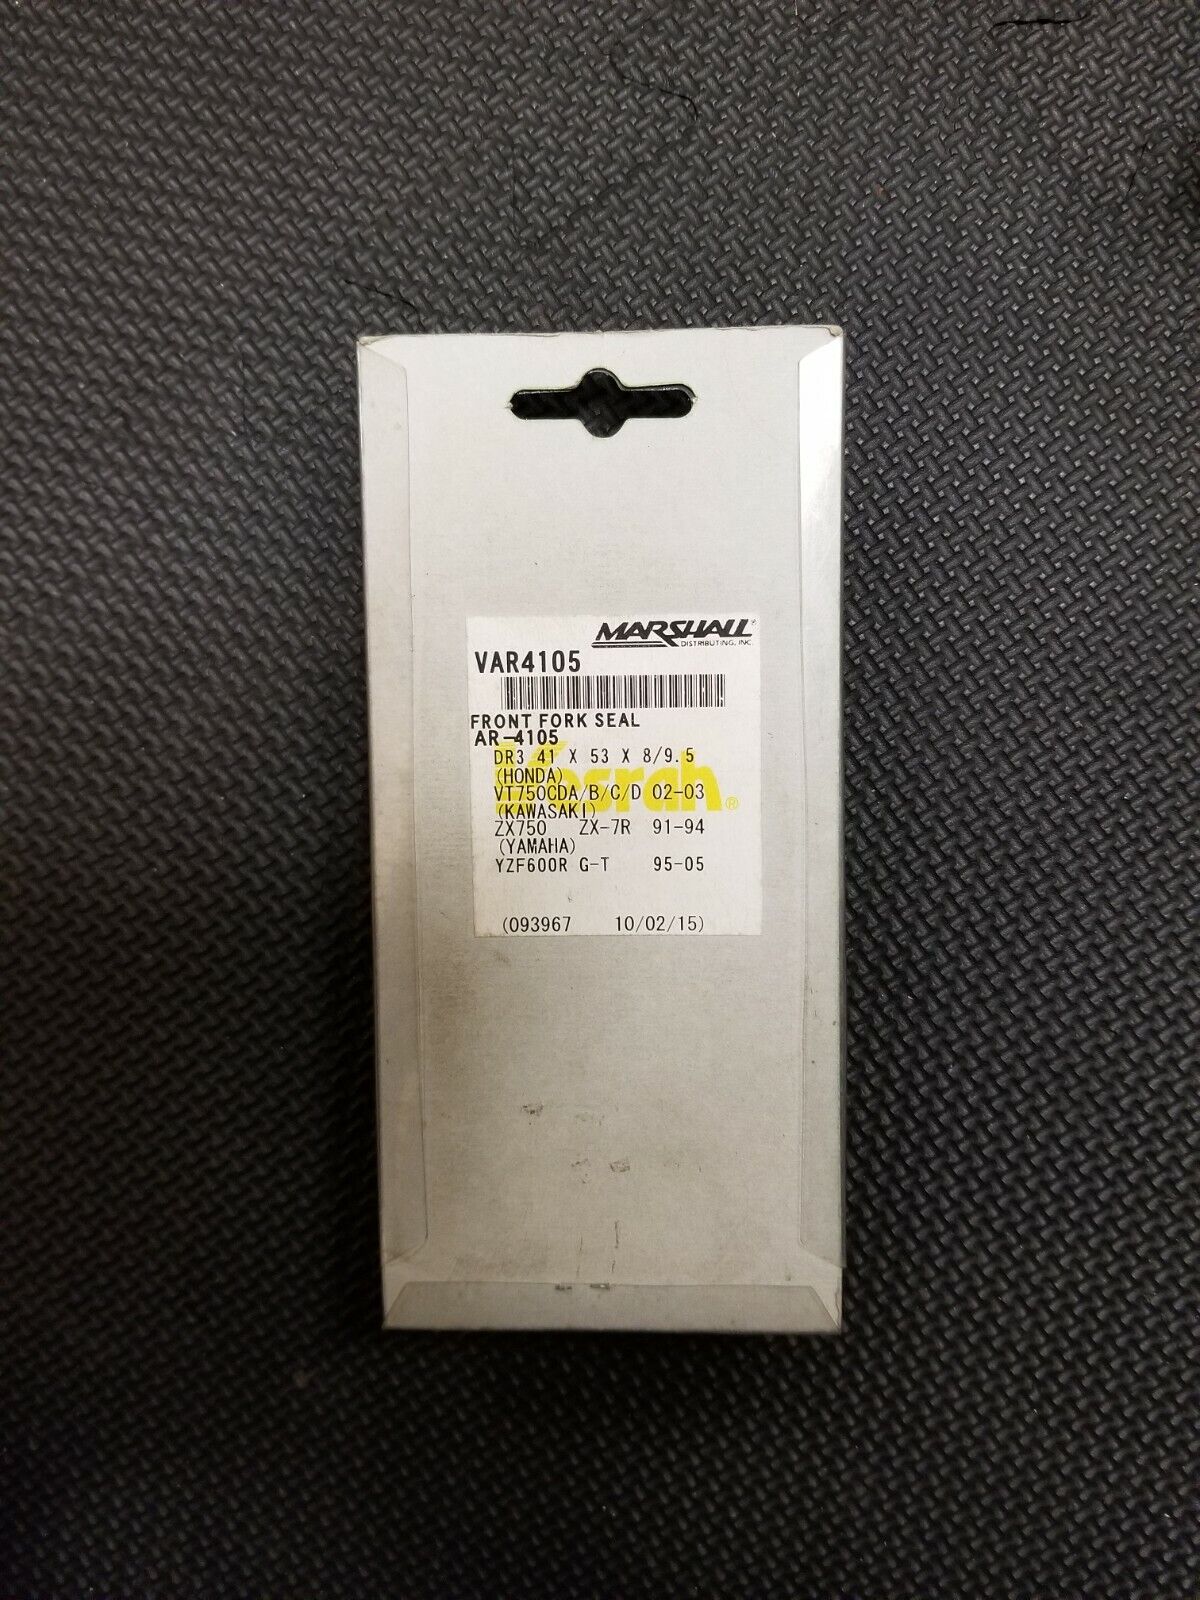 MARSHALL®
DISTRIBUTING, INC.
VAR4105
FRONT FORK SEAL
AR-4105
DR3 41 X 53 X 8/9.5
(HONDA)
VT750CDA/B/C/D 02-03
(KAWASAKI)
ZX750 ZX-7R 91-94
(YAMAHA)
YZF600R G-T 95-05
(093967 10/02/15)